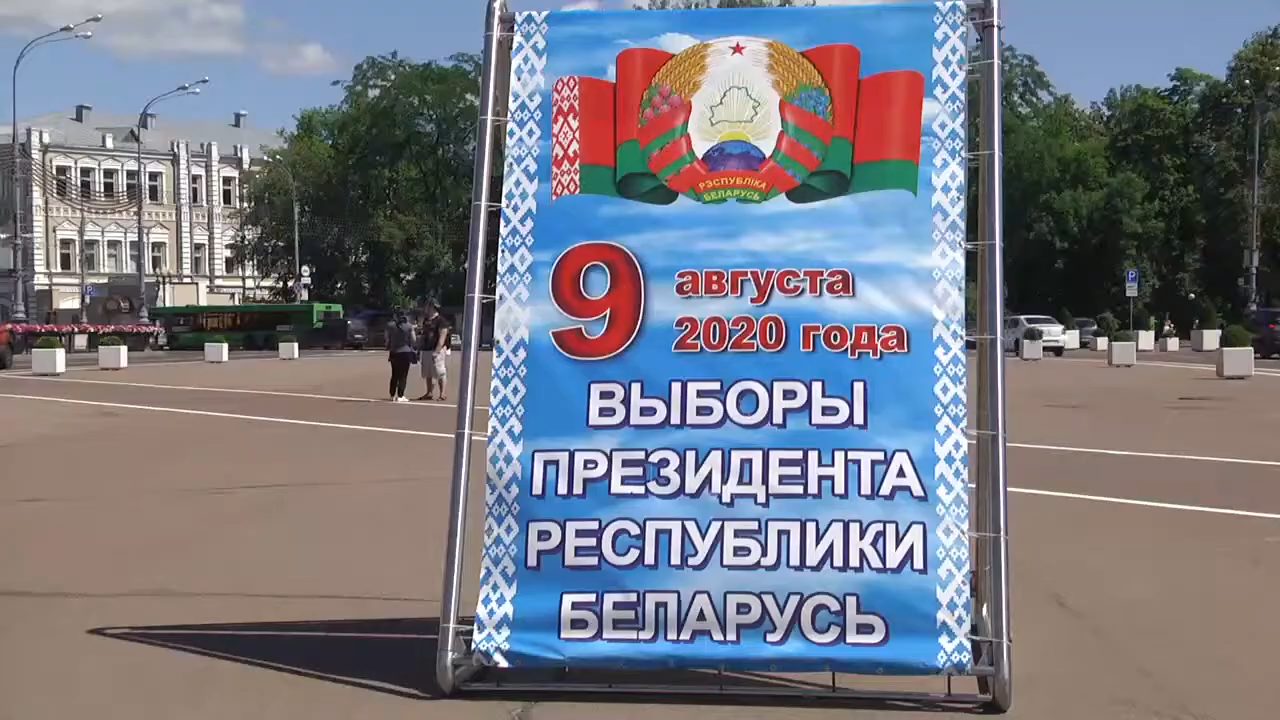 РЭСПУБЛІКА
БЕЛАРУСЬ
9 августа
2020 года
ВЫБОРЫ
ПРЕЗИДЕНТА
РЕСПУБЛИКИ
БЕЛАРУСЬ
P
P